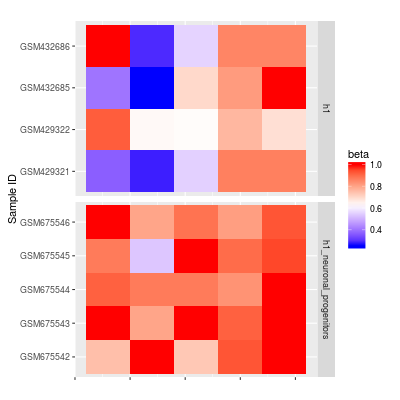 GSM432686
GSM432685
GSM429322
GSM429321
h1
GSM675546
GSM675545
GSM675544
GSM675543
GSM675542
h1_neuronal_progenitors
Sample ID
beta
1.0
0.8
0.6
0.4